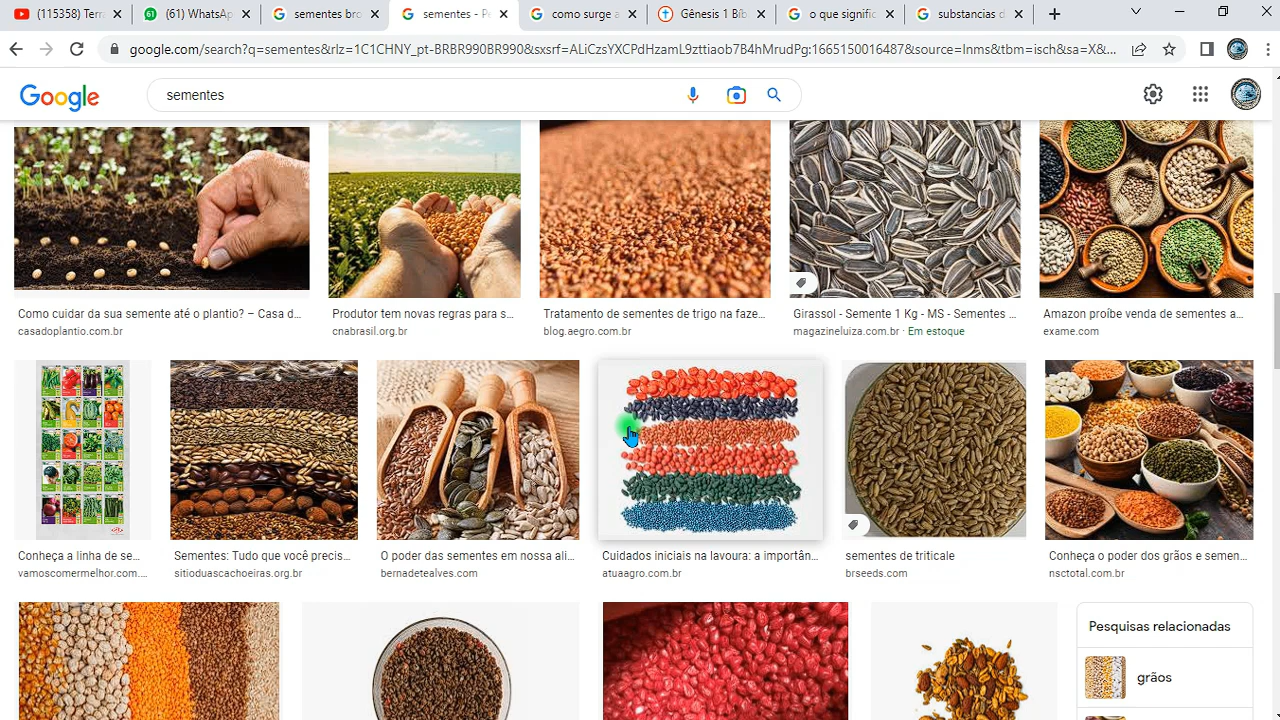 (115358) Terra
(61) WhatsApp
sementes bro
sementes - Pe
como surge a
Gênesis 1 Bíb
o que signific
substancias d
google.com/search?q=sementes&rlz=1C1CHNY_pt-BRBR990BR990&sxsrf=ALiCzsYXCPdHzamL9zttiaob7B4hMrudPg:1665150016487&source=lnms&tbm=isch&sa=X&...
Google
sementes
Como cuidar da sua semente até o plantio? – Casa d...
casadoplantio.com.br
Produtor tem novas regras para s...
cnabrasil.org.br
Tratamento de sementes de trigo na faze...
blog.aegro.com.br
Girassol - Semente 1 Kg - MS - Sementes ...
magazineluiza.com.br · Em estoque
Amazon proíbe venda de sementes a...
exame.com
Conheça a linha de se...
vamoscomermelhor.com....
Sementes: Tudo que você precis...
sitioduascachoeiras.org.br
O poder das sementes em nossa ali...
bernadetealves.com
Cuidados iniciais na lavoura: a importân...
atuaagro.com.br
sementes de triticale
brseeds.com
Conheça o poder dos grãos e semen...
nsctotal.com.br
Pesquisas relacionadas
grãos